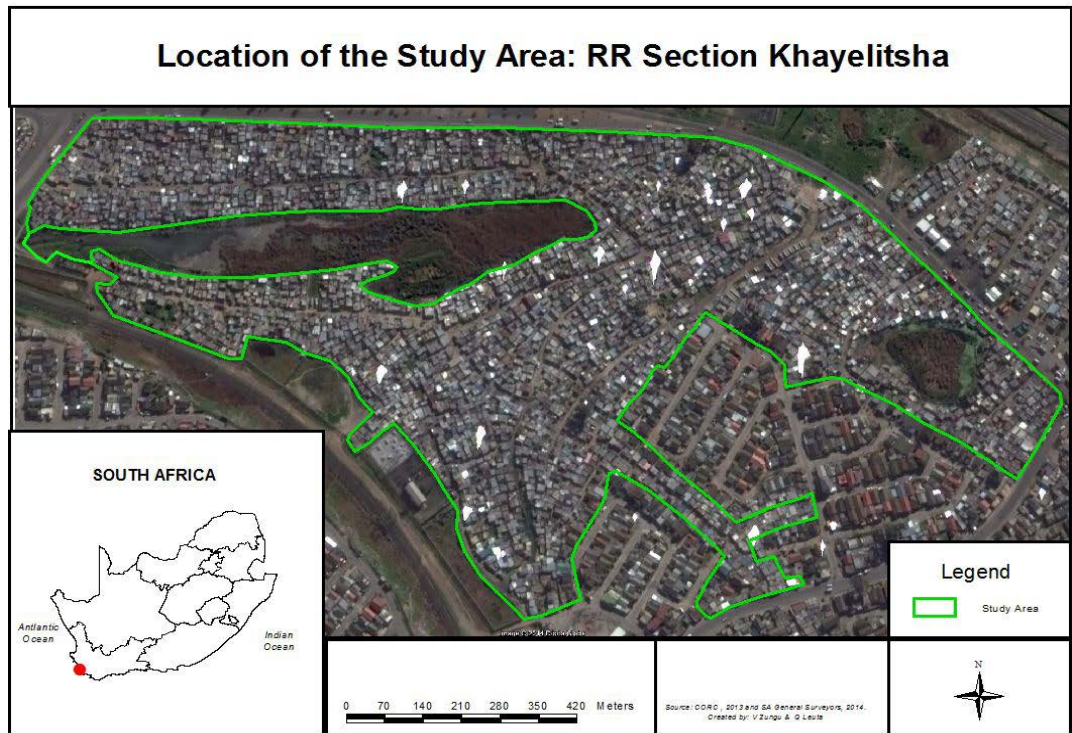 Location of the Study Area: RR Section Khayelitsha
SOUTH AFRICA
Antlantic
Ocean
Indian
Ocean
Legend
Study Area
0 70 140 210 280 350 420 Meters
Source: CORC , 2013 and SA General Surveyors, 2014.
Created by: V Zungu & Q Leuta
N